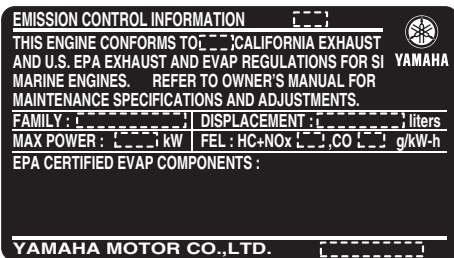 EMISSION CONTROL INFORMATION
THIS ENGINE CONFORMS TO CALIFORNIA EXHAUST
AND U.S. EPA EXHAUST AND EVAP REGULATIONS FOR SI
MARINE ENGINES. REFER TO OWNER'S MANUAL FOR
MAINTENANCE SPECIFICATIONS AND ADJUSTMENTS.
YAMAHA
FAMILY : DISPLACEMENT : liters
MAX POWER : kW FEL : HC+NOx ,CO g/kW-h
EPA CERTIFIED EVAP COMPONENTS :
YAMAHA MOTOR CO.,LTD.